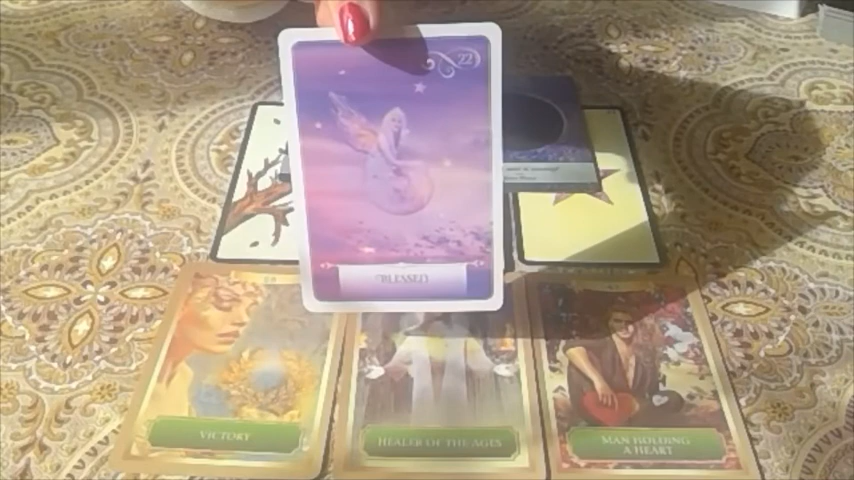 22
BLESSED
VICTORY
HEALER OF THE AGES
MAN HOLDING
A HEART